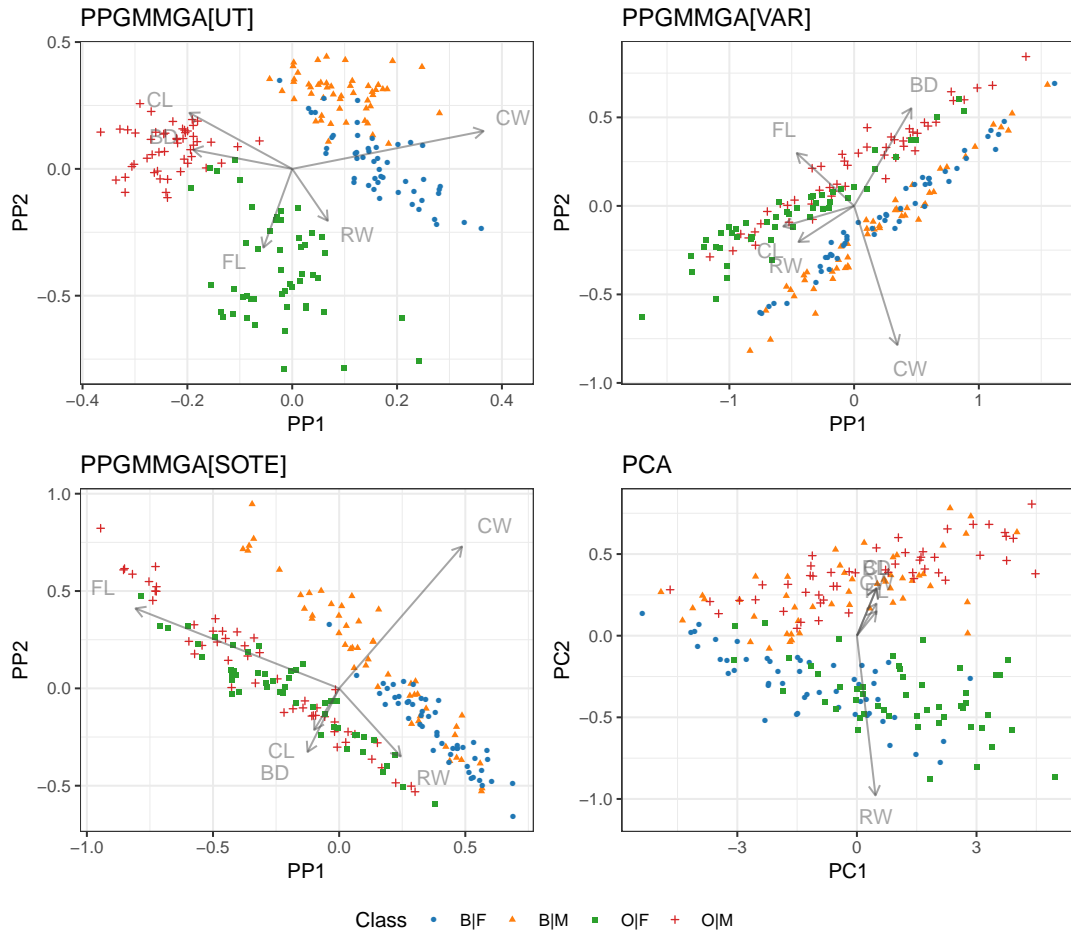 PPGMMGA[UT]
PPGMMGA[VAR]
0.5
0.0
−0.5
PP2
CL
BD
CW
RW
FL
−0.4
−0.2
0.0
0.2
0.4
PP1
0.5
0.0
−0.5
−1.0
PP2
BD
FL
CL
RW
CW
−1
0
1
PP1
PPGMMGA[SOTE]
PCA
1.0
0.5
0.0
−0.5
PP2
CW
FL
CL
BD
RW
−1.0
−0.5
0.0
0.5
PP1
0.5
0.0
−0.5
−1.0
PC2
BD
RW
−3
0
3
PC1
Class
B|F
B|M
O|F
O|M